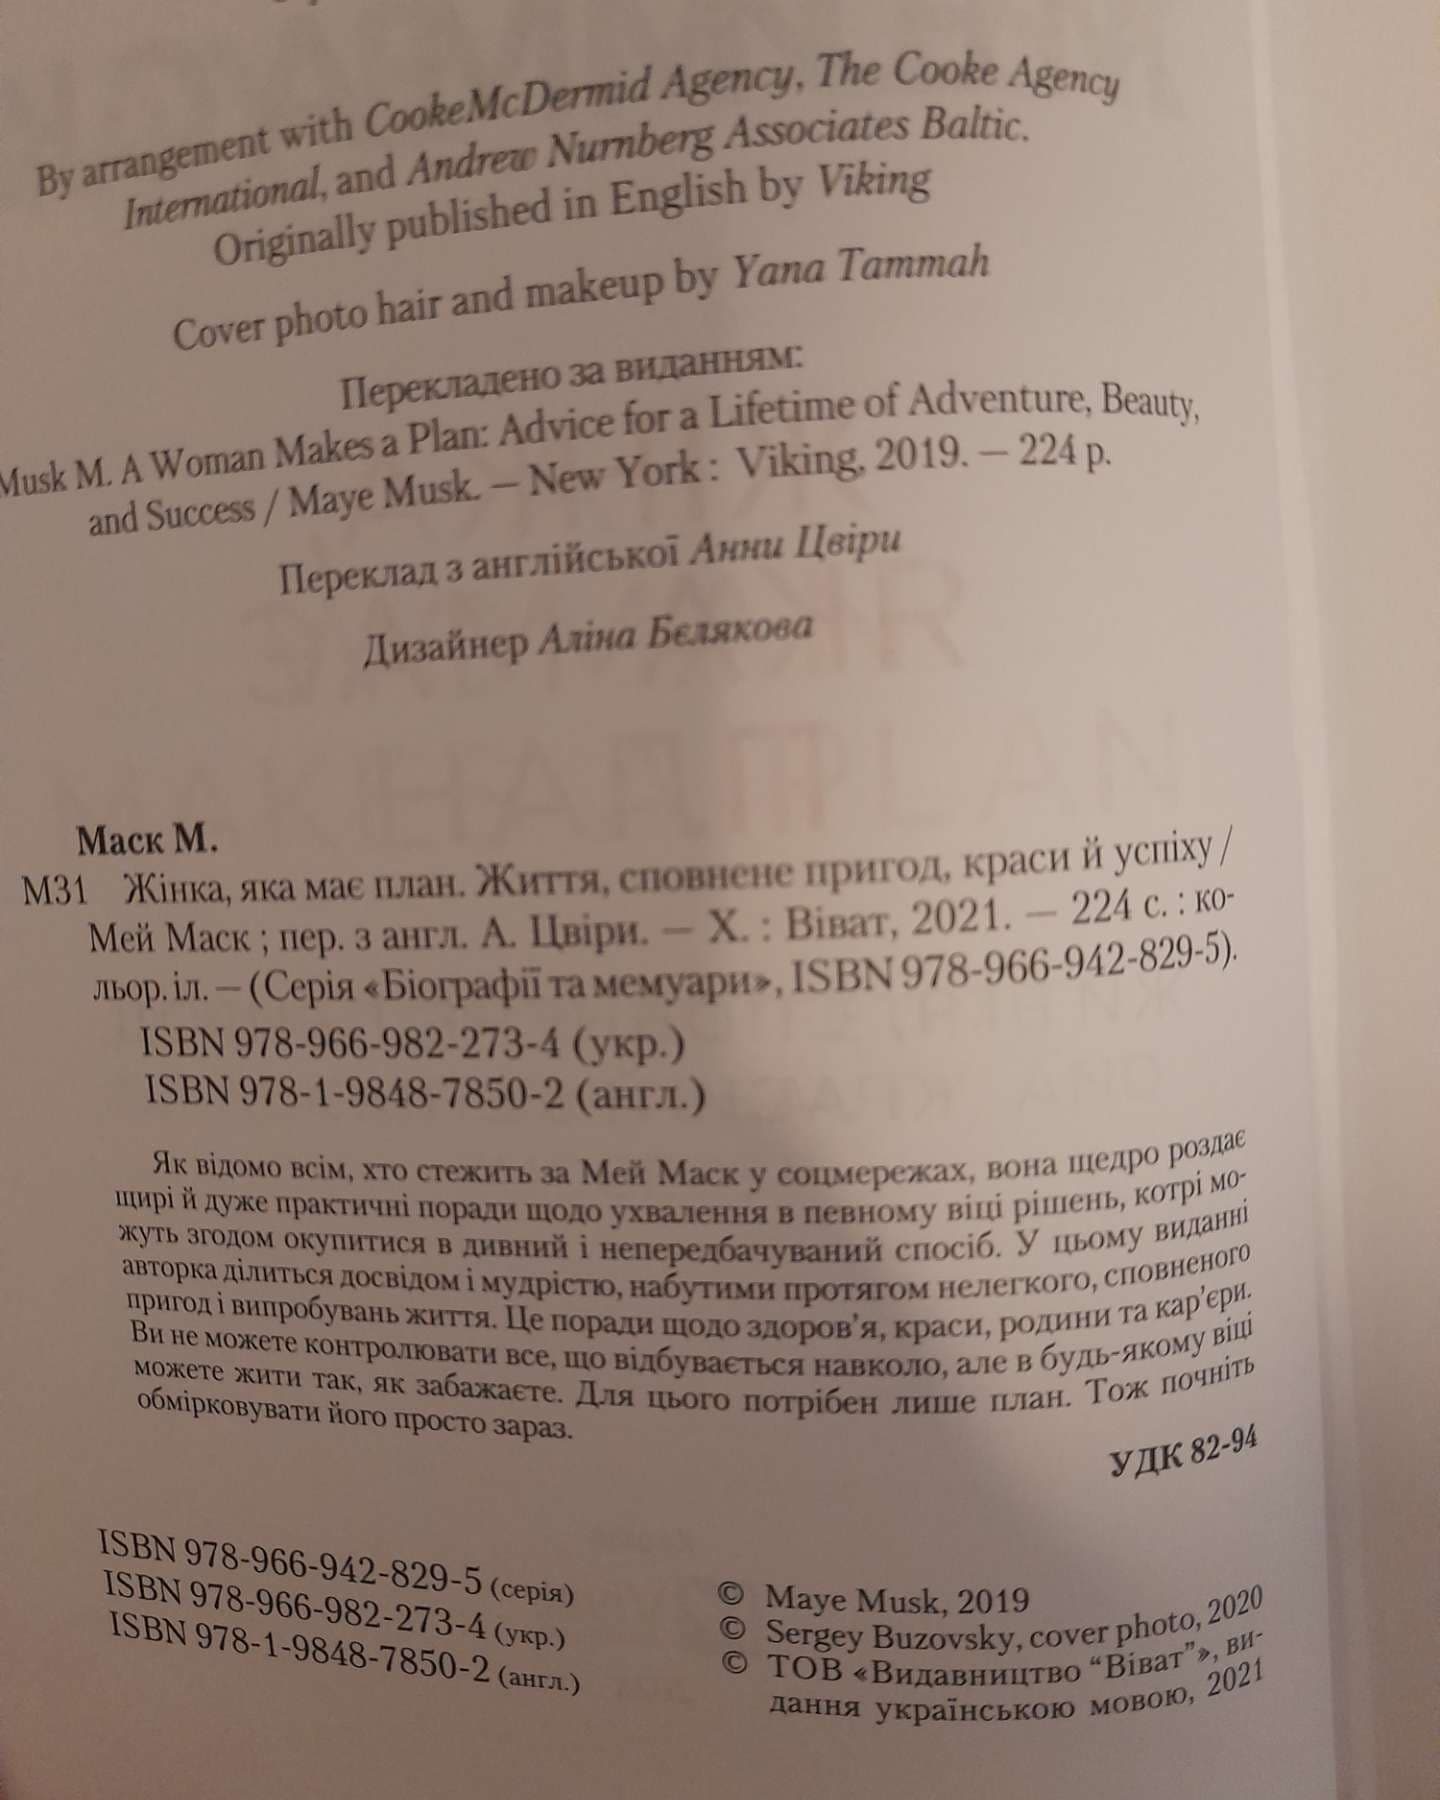 By arrangement with CookeMcDermid Agency, The Cooke Agency
International, and Andrew Nurnberg Associates Baltic.
Originally published in English by Viking
Cover photo hair and makeup by Yana Tammah
Перекладено за виданням:
Musk M. A Woman Makes a Plan: Advice for a Lifetime of Adventure, Beauty,
and Success / Maye Musk. — New York : Viking, 2019. — 224 p.
Переклад з англійської Анни Цвіри
Дизайнер Аліна Бєлякова
Маск М.
М31 Жінка, яка має план. Життя, сповнене пригод, краси й успіху /
Мей Маск ; пер. з англ. А. Цвіри. — Х. : Віват, 2021. — 224 с. : ко-
льор. іл. — (Серія «Біографії та мемуари», ISBN 978-966-942-829-5).
ISBN 978-966-982-273-4 (укр.)
ISBN 978-1-9848-7850-2 (англ.)
Як відомо всім, хто стежить за Мей Маск у соцмережах, вона щедро роздає
щирі й дуже практичні поради щодо ухвалення в певному віці рішень, котрі мо-
жуть згодом окупитися в дивний і непередбачуваний спосіб. У цьому виданні
авторка ділиться досвідом і мудрістю, набутими протягом нелегкого, сповненого
пригод і випробувань життя. Це поради щодо здоров’я, краси, родини та кар’єри.
Ви не можете контролювати все, що відбувається навколо, але в будь-якому віці
можете жити так, як забажаєте. Для цього потрібен лише план. Тож почніть
обмірковувати його просто зараз.
УДК 82-94
ISBN 978-966-942-829-5 (серія)
ISBN 978-966-982-273-4 (укр.)
ISBN 978-1-9848-7850-2 (англ.)
© Maye Musk, 2019
© Sergey Buzovsky, cover photo, 2020
© ТОВ «Видавництво “Віват”», ви-
дання українською мовою, 2021